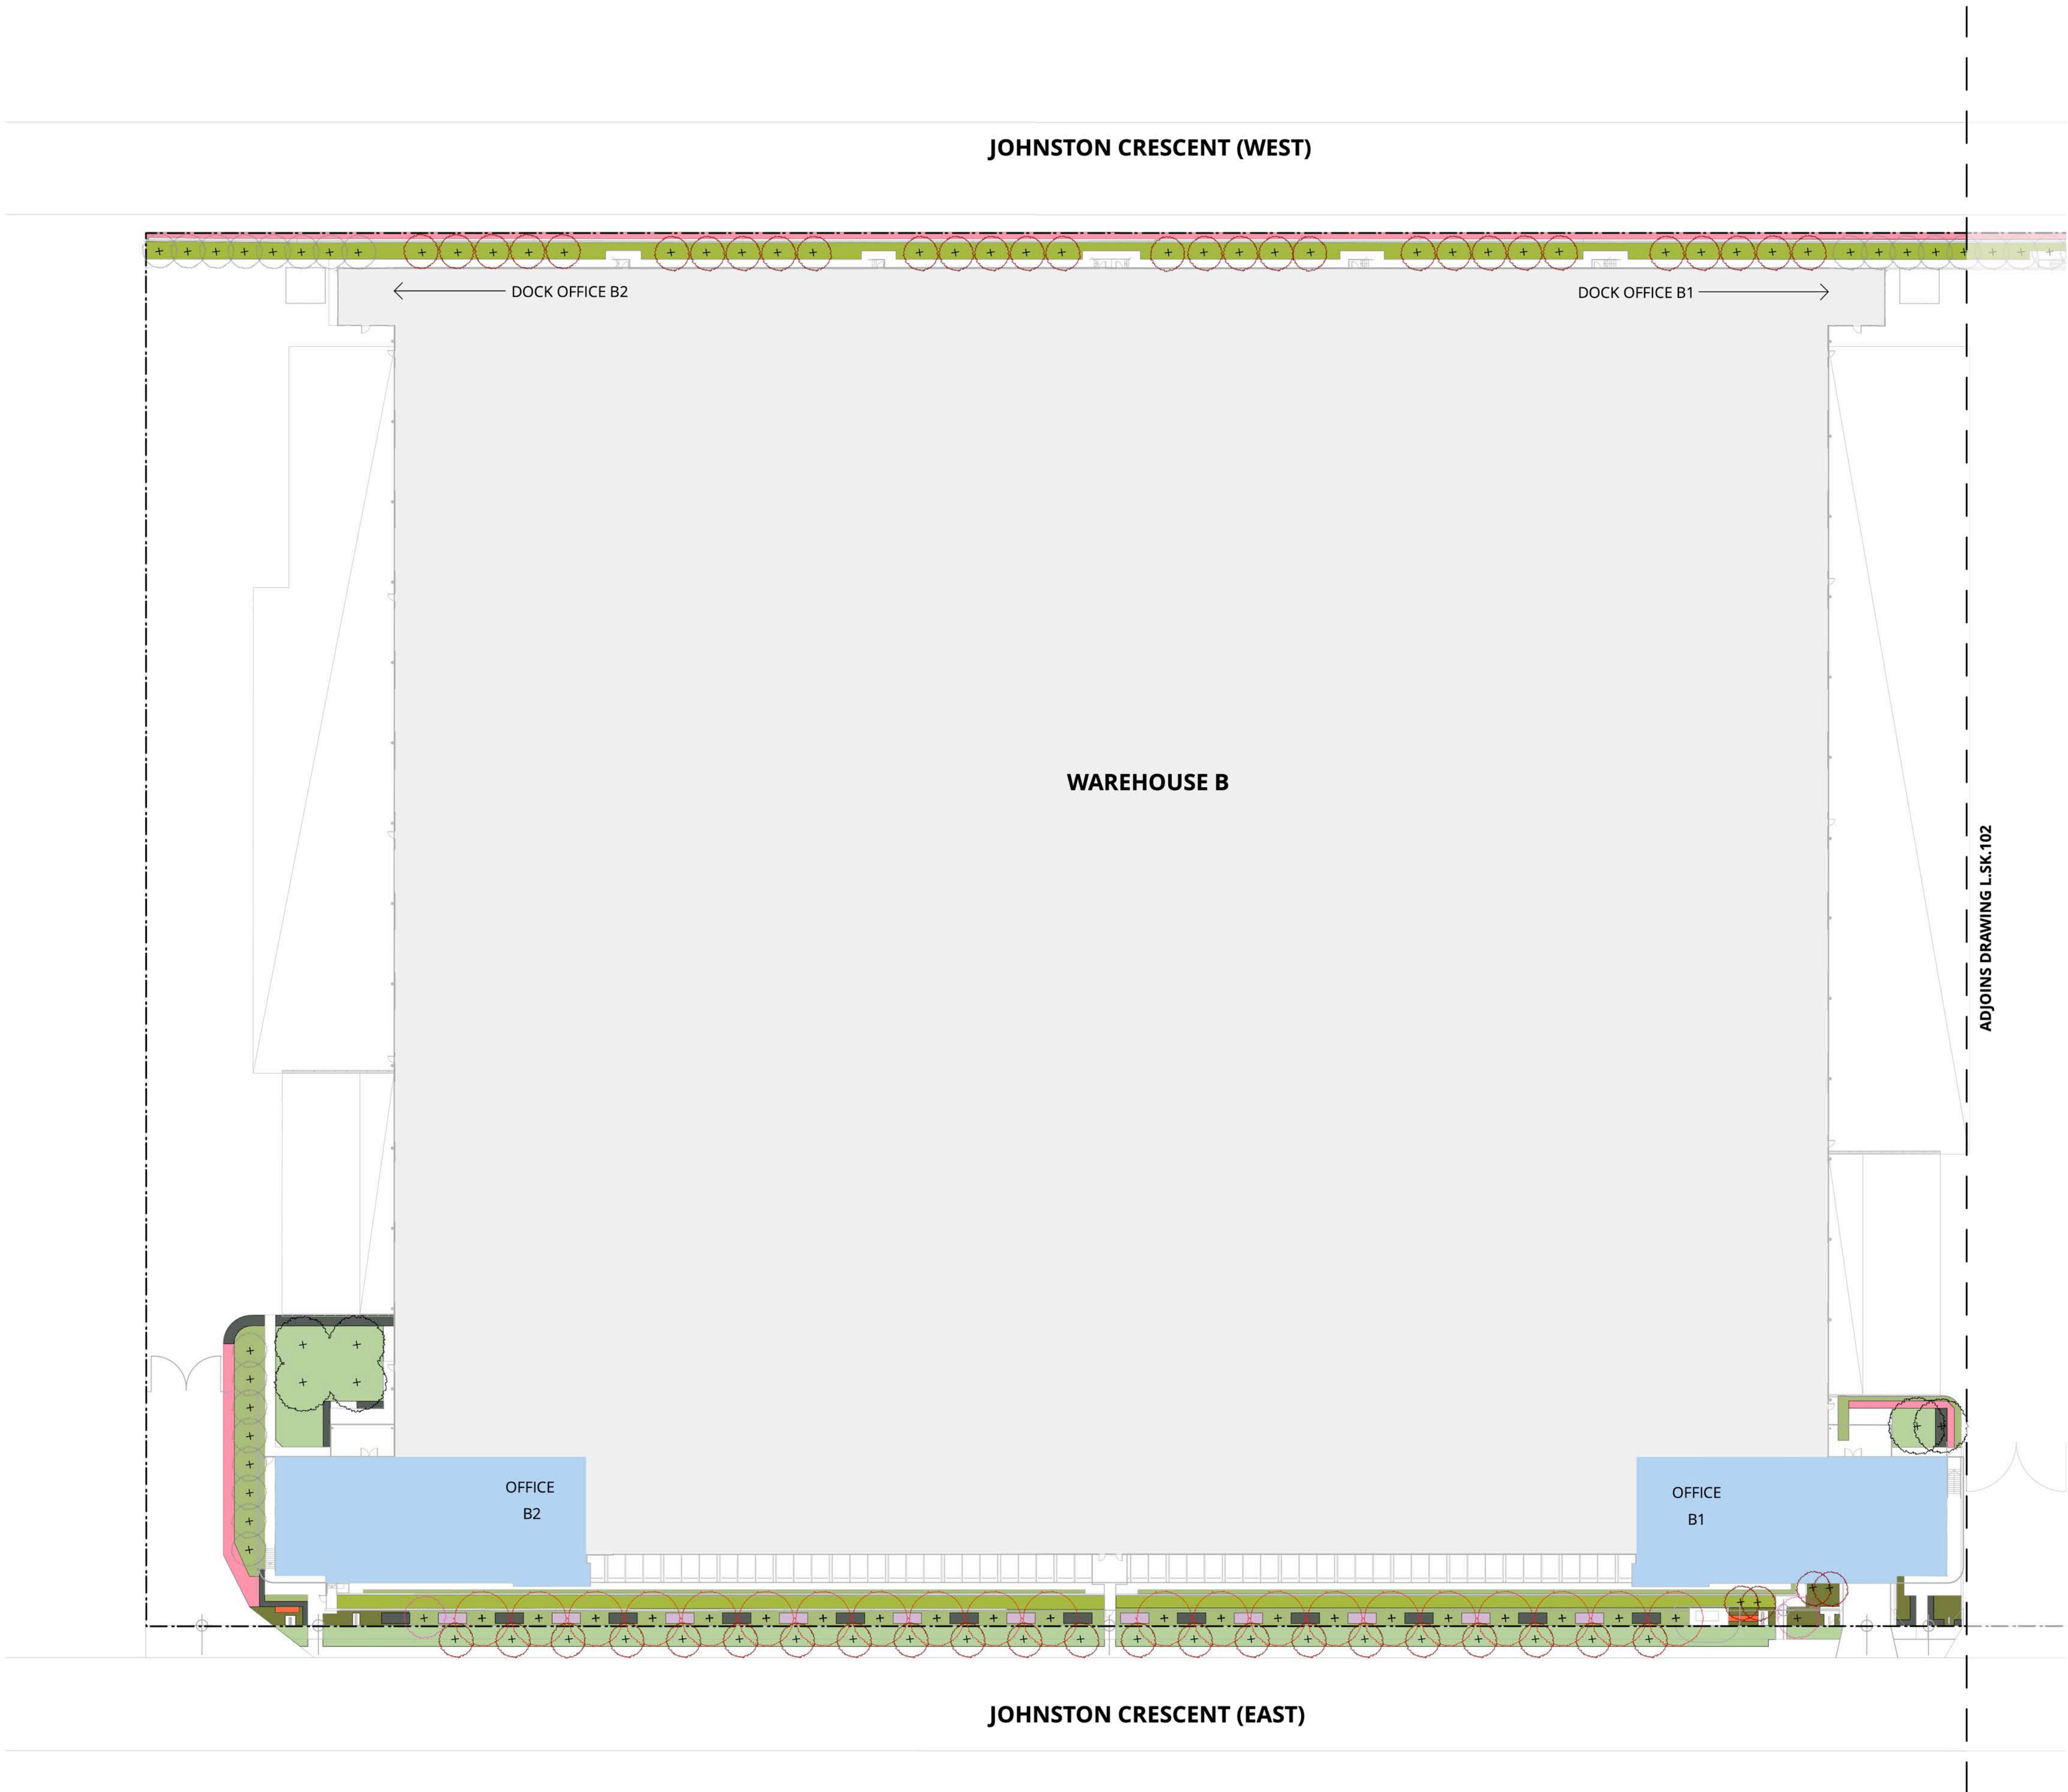 JOHNSTON CRESCENT (WEST)
DOCK OFFICE B2
DOCK OFFICE B1
WAREHOUSE B
ADJOINS DRAWING L.SK.102
OFFICE
B2
OFFICE
B1
JOHNSTON CRESCENT (EAST)